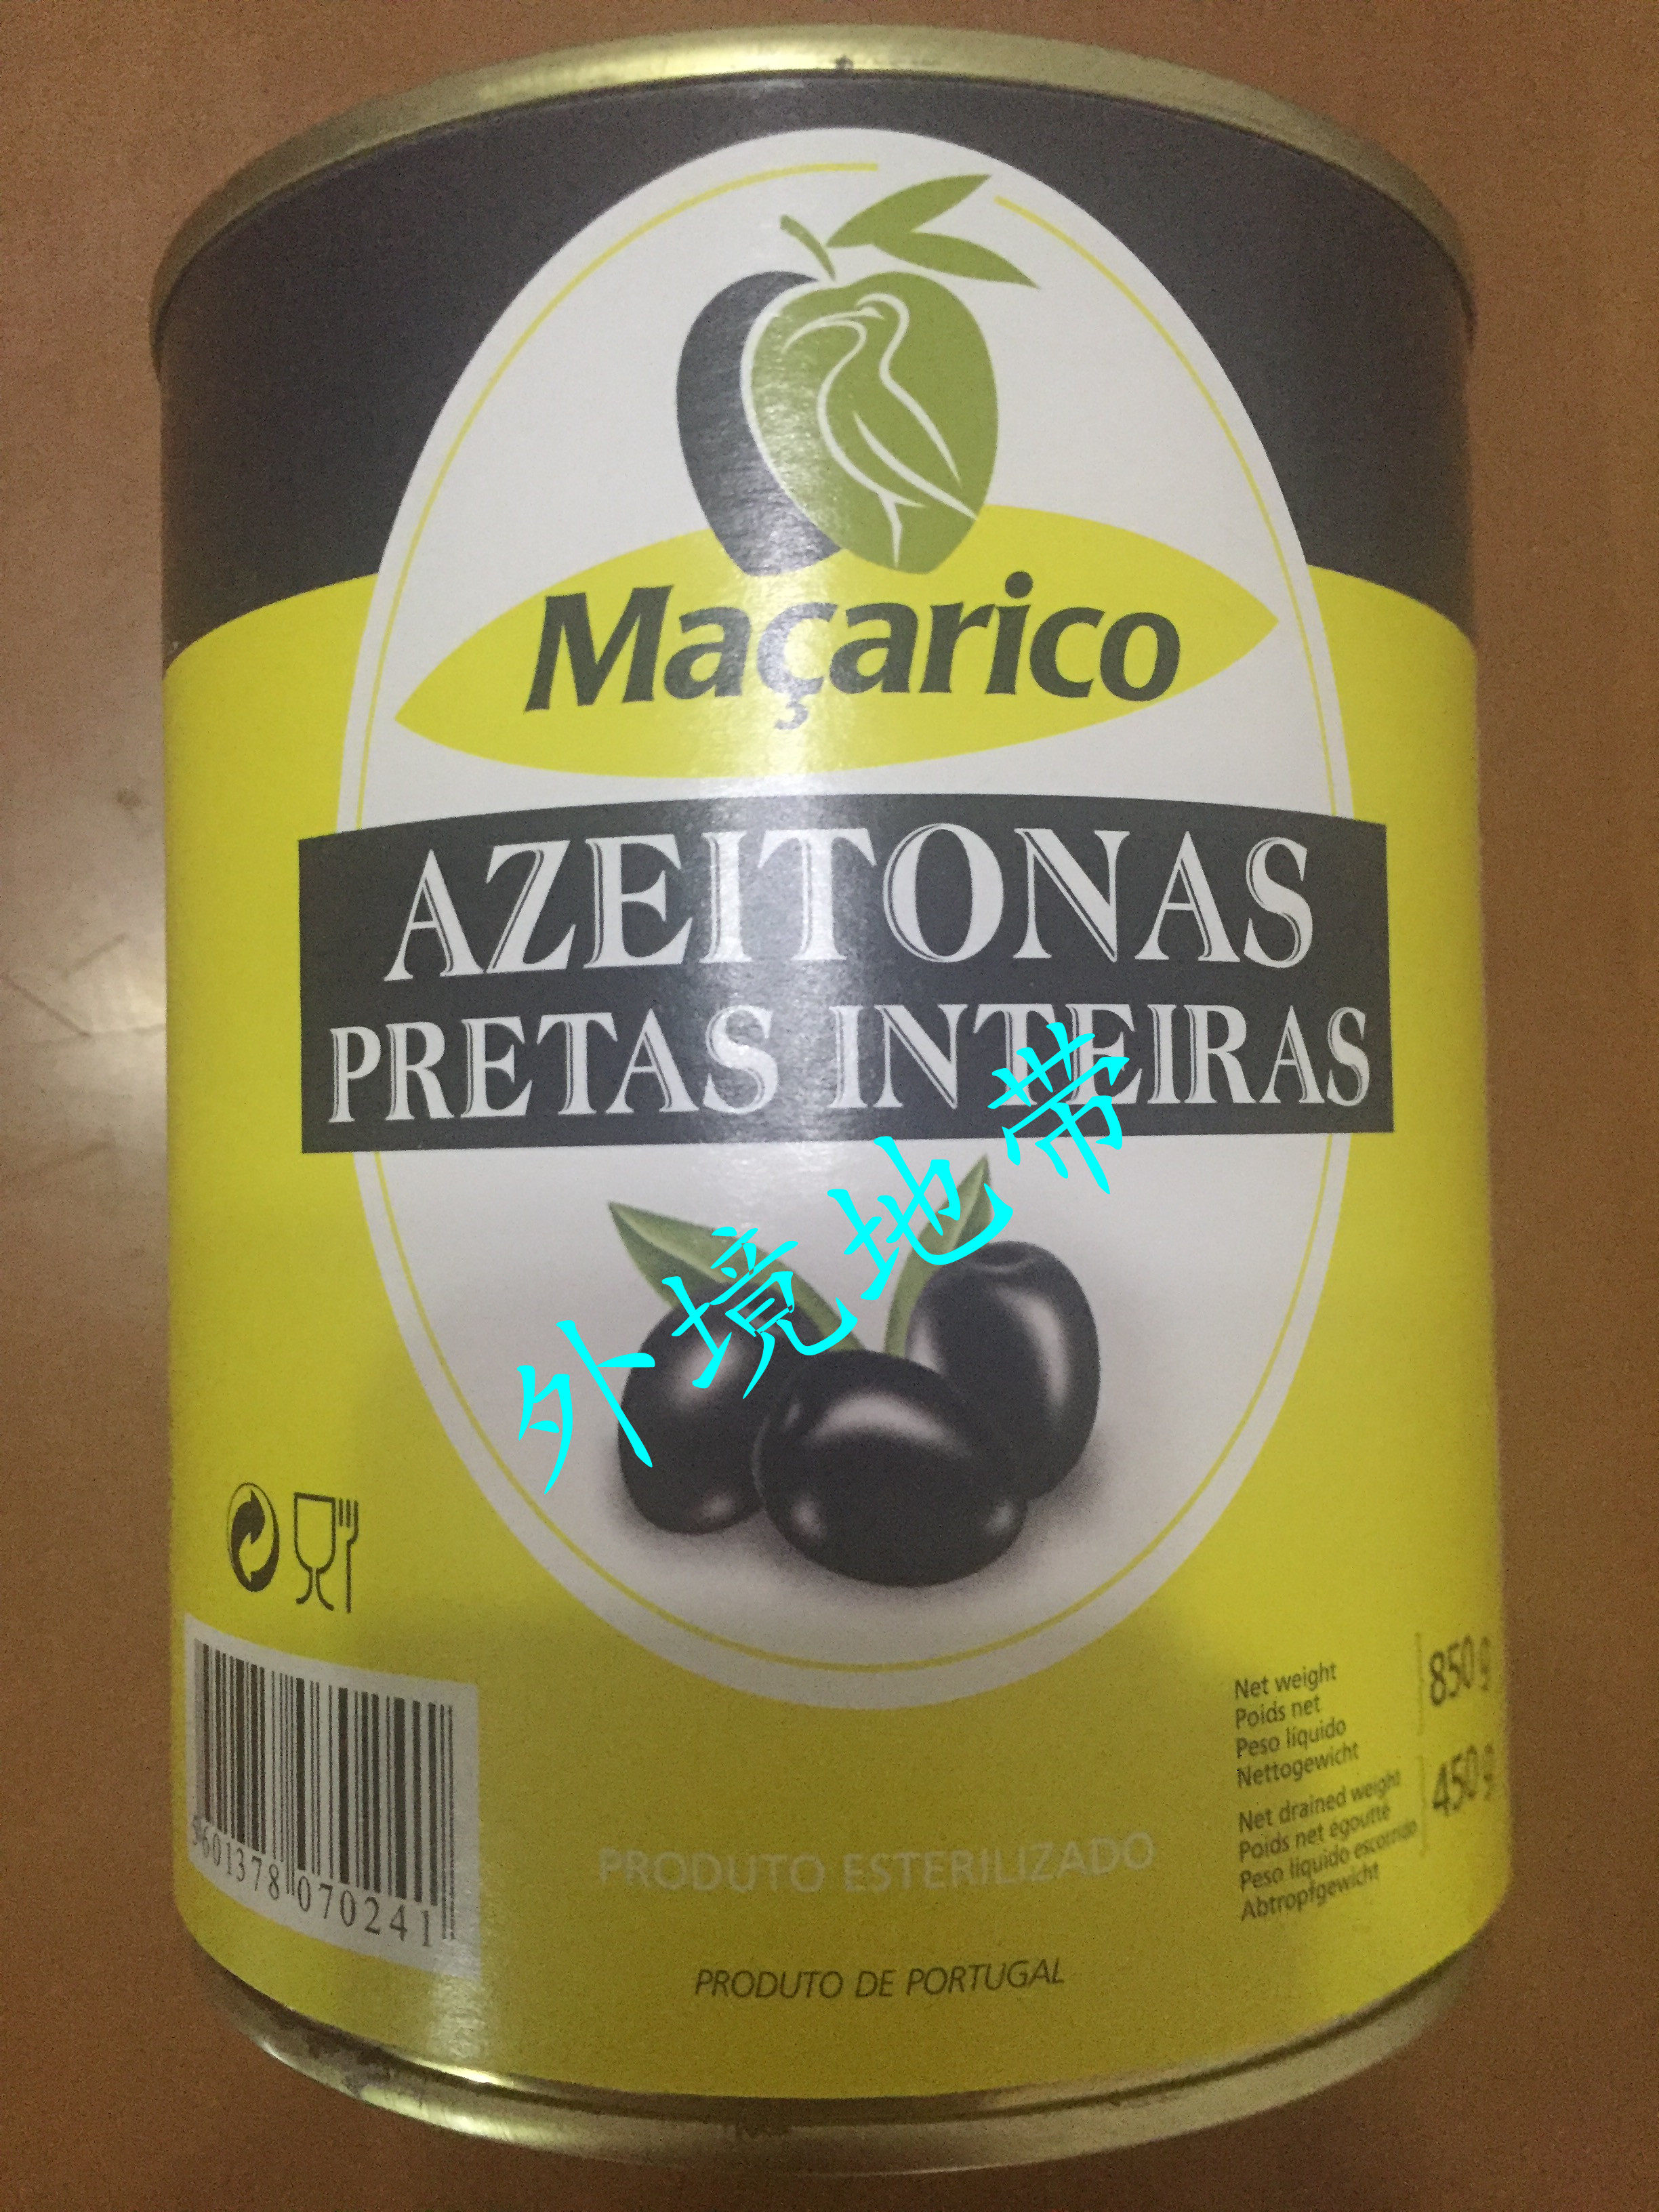 Maçarico
AZEITONAS
PRETAS INTEIRAS
外境地带
Net weight
Poids net
Peso líquido
Nettogewicht
850 g
Net drained weight
Poids net égoutté
Peso líquido escorrido
Abtropfgewicht
450 g
5601378 070241
PRODUTO ESTERILIZADO
PRODUTO DE PORTUGAL